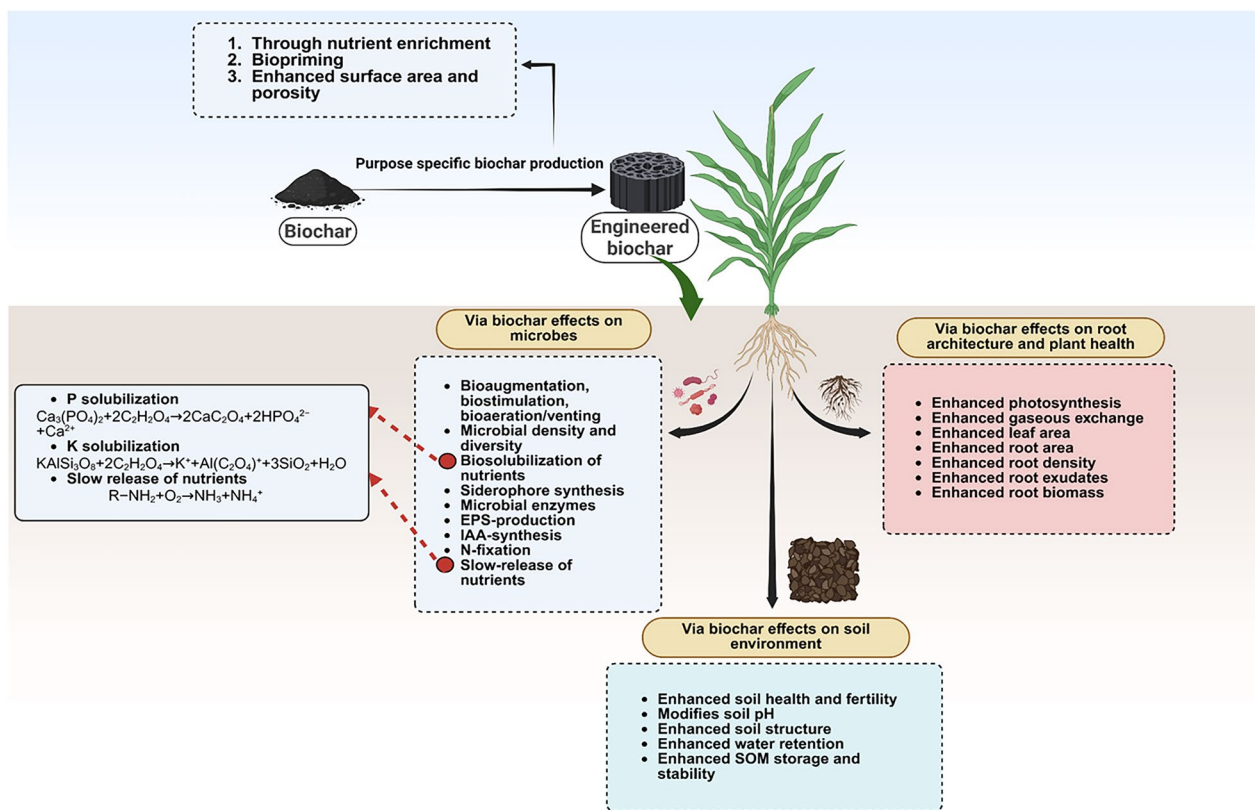 1. Through nutrient enrichment
2. Biopriming
3. Enhanced surface area and
porosity
Purpose specific biochar production
Biochar
Engineered
biochar
Via biochar effects on
microbes
• Bioaugmentation,
biostimulation,
bioaeration/venting
• Microbial density and
diversity
• Biosolubilization of
nutrients
• Siderophore synthesis
• Microbial enzymes
• EPS-production
• IAA-synthesis
• N-fixation
• Slow-release of
nutrients
• P solubilization
Ca₃(PO₄)₂+2C₂H₂O₄→2CaC₂O₄+2HPO₄²⁻
+Ca²⁺
• K solubilization
KAlSi₃O₈+2C₂H₂O₄→K⁺+Al(C₂O₄)⁺+3SiO₂+H₂O
• Slow release of nutrients
R−NH₂+O₂→NH₃+NH₄⁺
Via biochar effects on root
architecture and plant health
• Enhanced photosynthesis
• Enhanced gaseous exchange
• Enhanced leaf area
• Enhanced root area
• Enhanced root density
• Enhanced root exudates
• Enhanced root biomass
Via biochar effects on soil
environment
• Enhanced soil health and fertility
• Modifies soil pH
• Enhanced soil structure
• Enhanced water retention
• Enhanced SOM storage and
stability